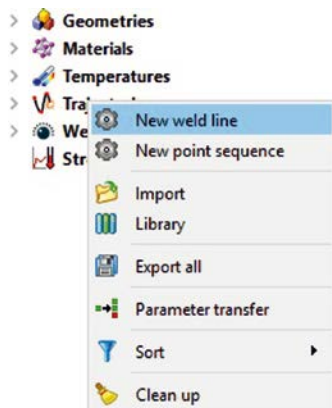 Geometries
Materials
Temperatures
New weld line
New point sequence
Import
Library
Export all
Parameter transfer
Sort
Clean up